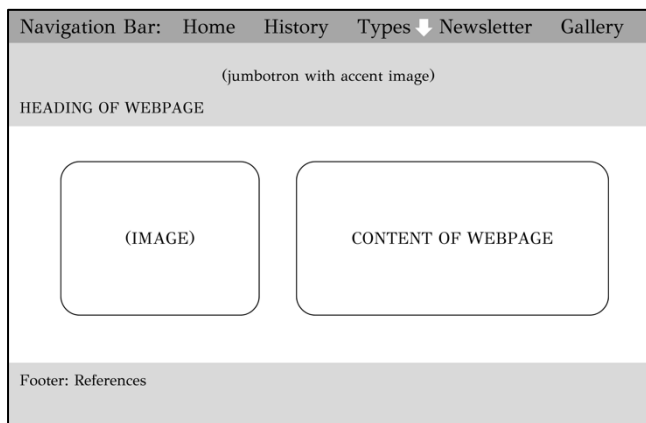 Navigation Bar: Home History Types Newsletter Gallery
(jumbotron with accent image)
HEADING OF WEBPAGE
(IMAGE)
CONTENT OF WEBPAGE
Footer: References